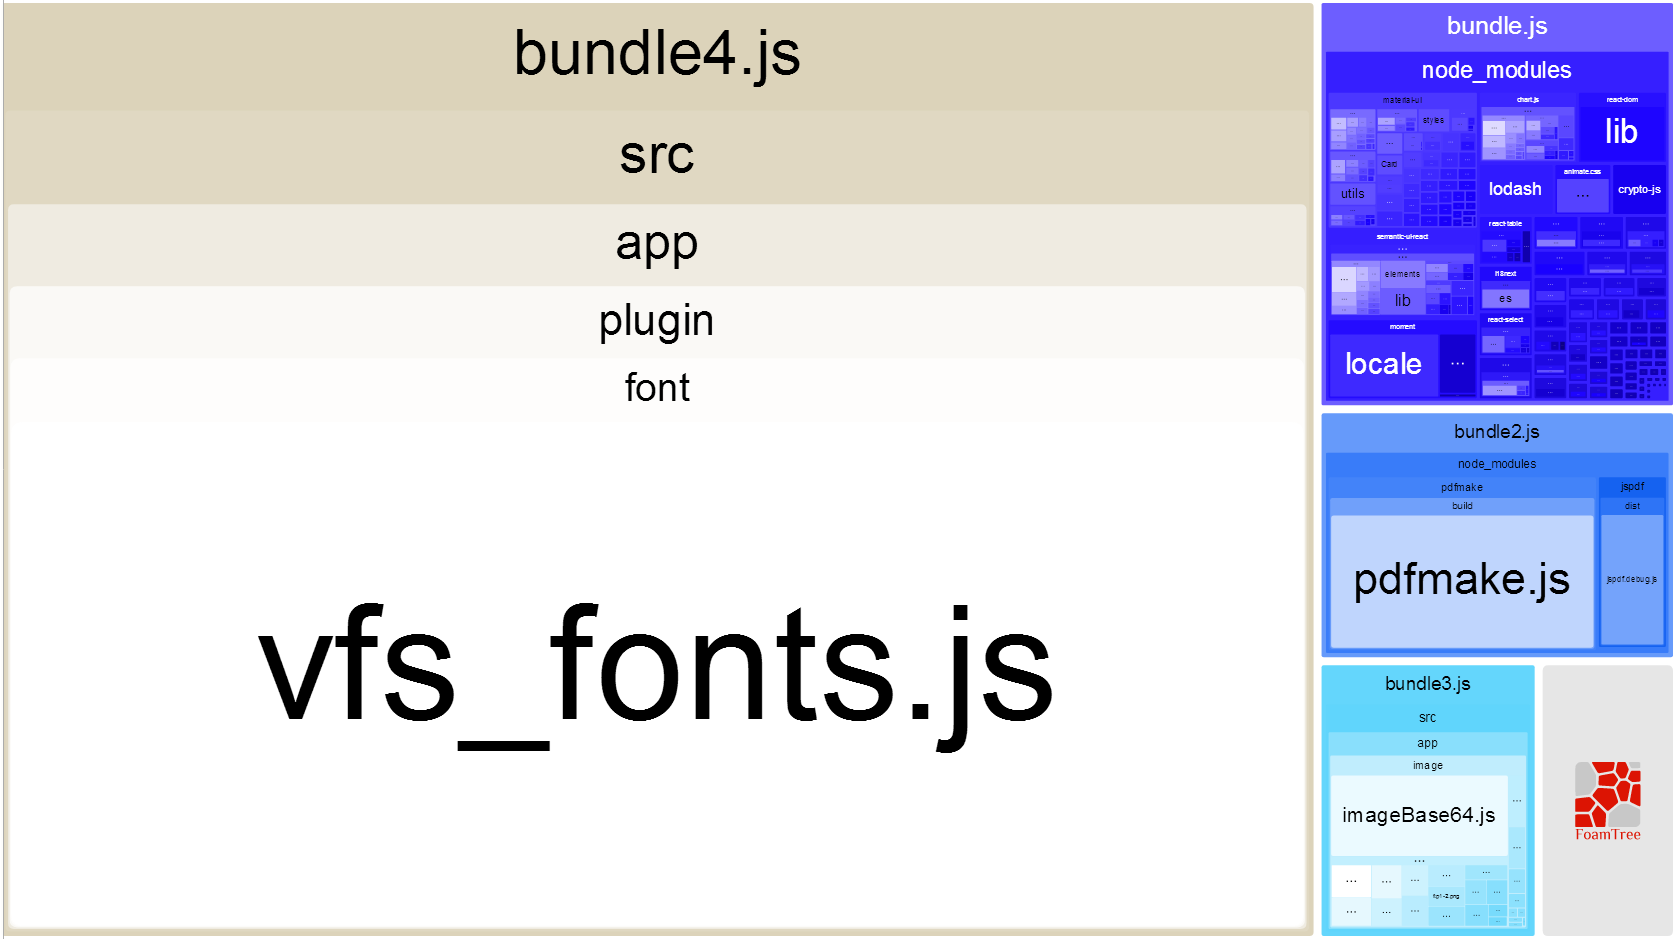 bundle4.js
src
app
plugin
font
vfs_fonts.js
bundle.js
node_modules
material-ui
styles
Card
utils
chart.js
react-dom
lib
lodash
animate.css
...
crypto-js
semantic-ui-react
...
...
elements
lib
react-table
i18next
es
react-select
moment
locale
...
bundle2.js
node_modules
pdfmake
build
pdfmake.js
jspdf
dist
jspdf.debug.js
bundle3.js
src
app
image
imageBase64.js
...
FoamTree